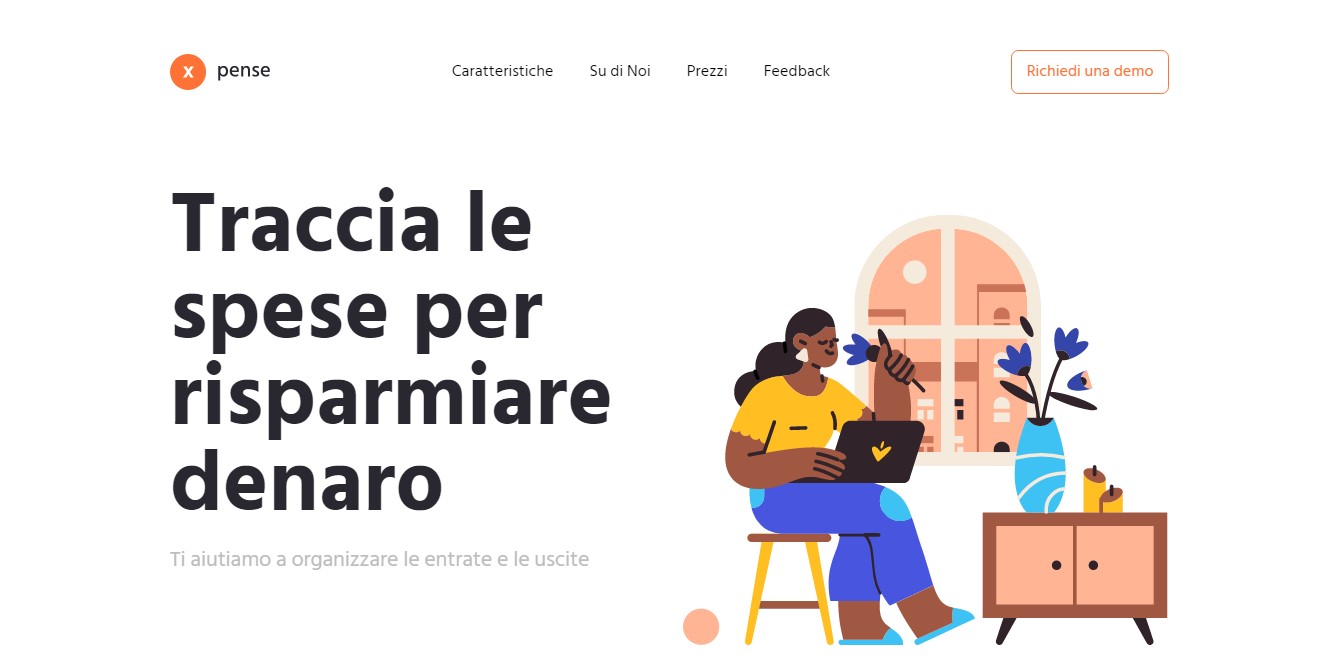 x pense
Caratteristiche
Su di Noi
Prezzi
Feedback
Richiedi una demo
Traccia le
spese per
risparmiare
denaro
Ti aiutiamo a organizzare le entrate e le uscite